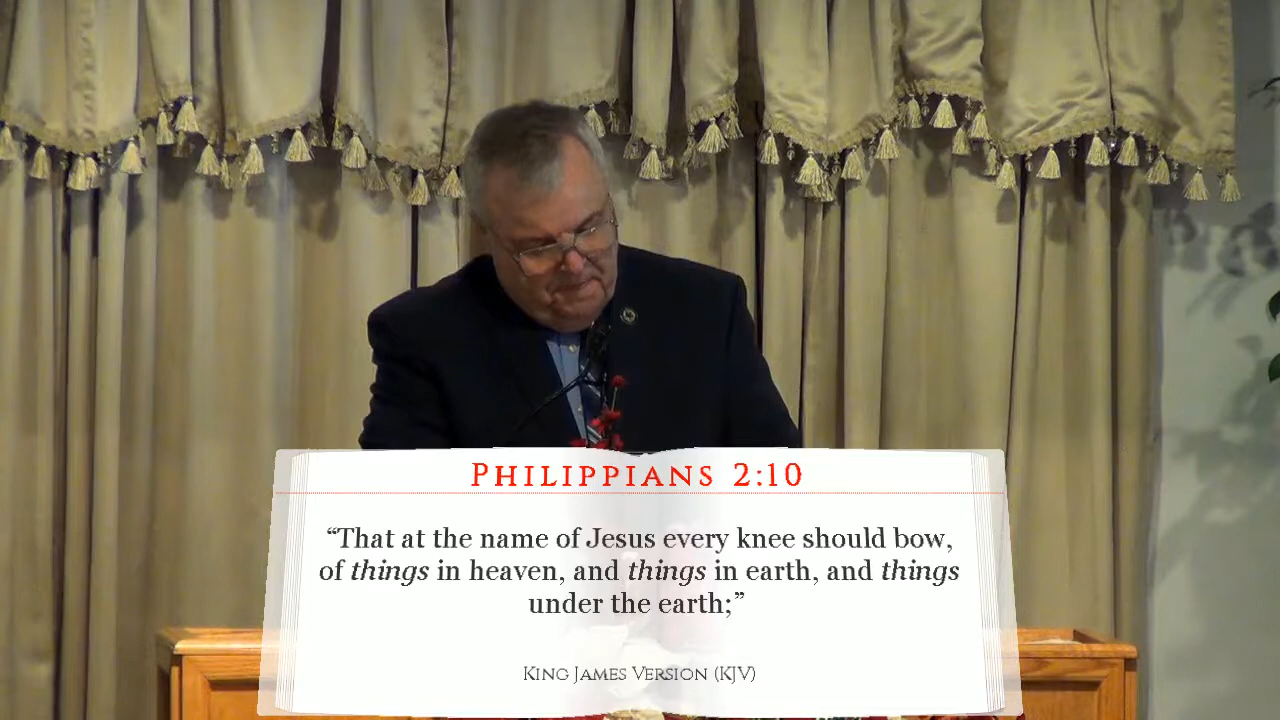 Philippians 2:10
“That at the name of Jesus every knee should bow,
of things in heaven, and things in earth, and things
under the earth;”
King James Version (KJV)